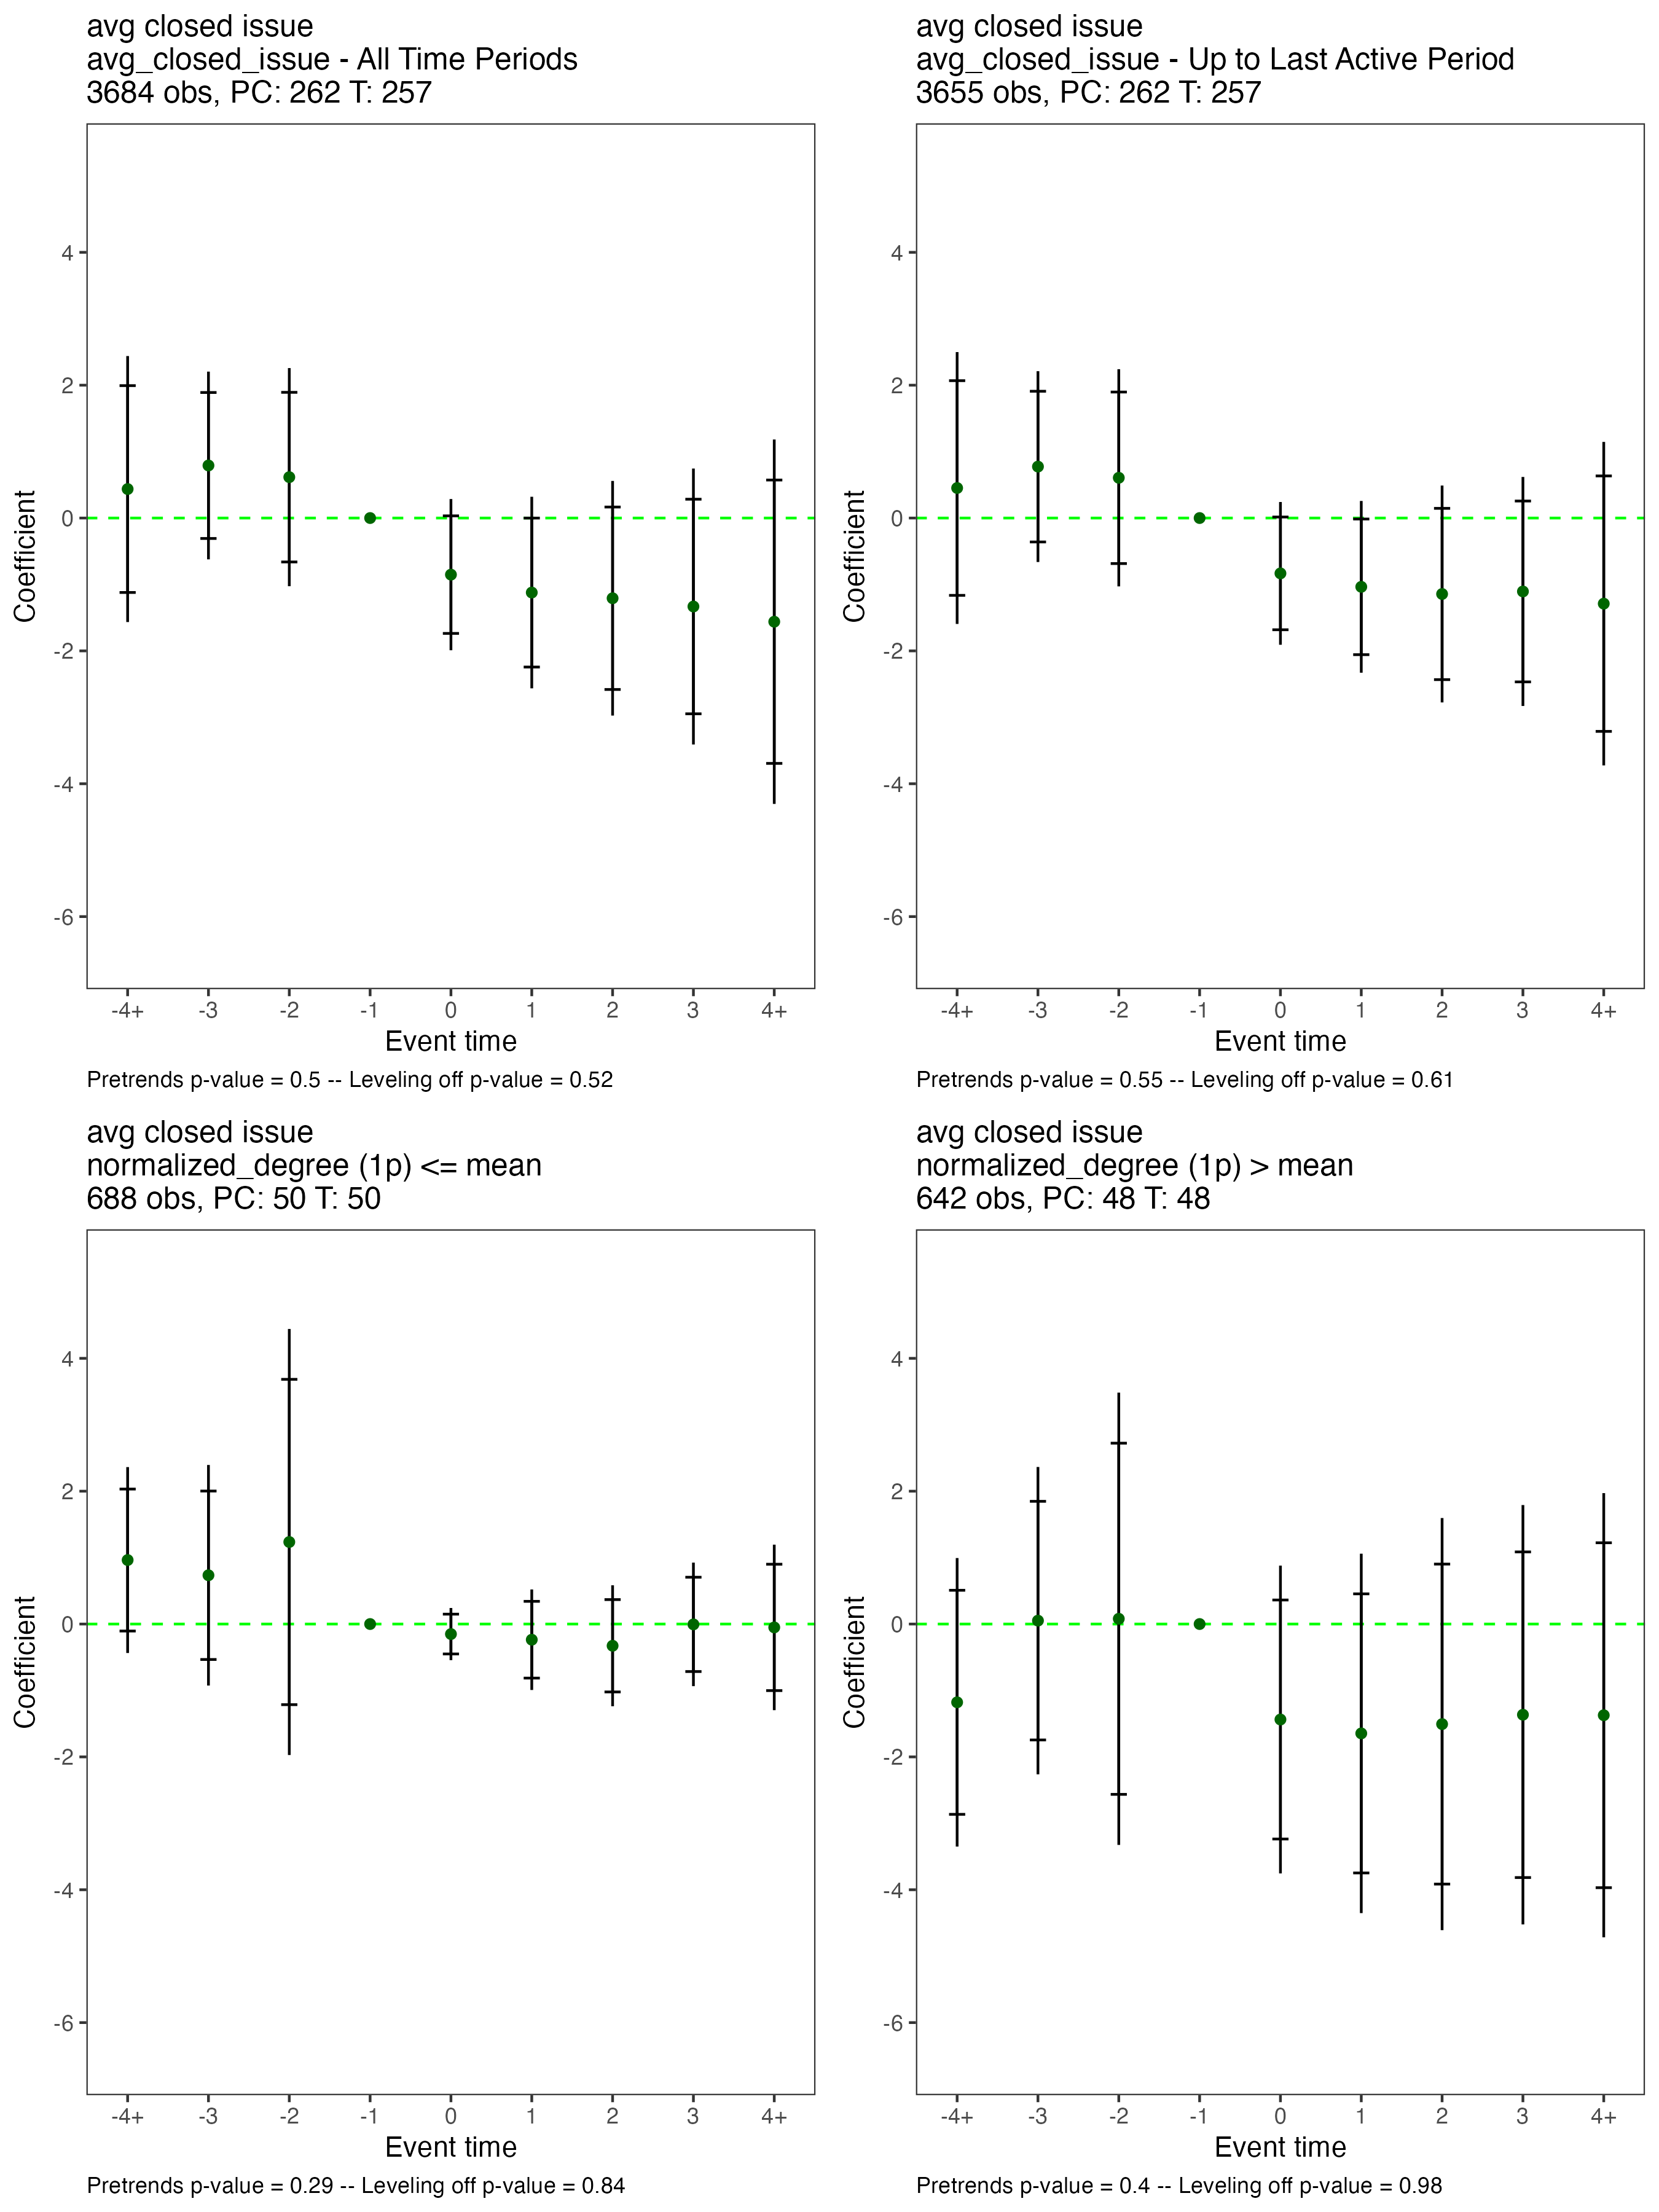 avg closed issue
avg_closed_issue - All Time Periods
3684 obs, PC: 262 T: 257
4
2
0
-2
-4
-6
Coefficient
-4+ -3 -2 -1 0 1 2 3 4+
Event time
Pretrends p-value = 0.5 -- Leveling off p-value = 0.52
avg closed issue
avg_closed_issue - Up to Last Active Period
3655 obs, PC: 262 T: 257
4
2
0
-2
-4
-6
Coefficient
-4+ -3 -2 -1 0 1 2 3 4+
Event time
Pretrends p-value = 0.55 -- Leveling off p-value = 0.61
avg closed issue
normalized_degree (1p) <= mean
688 obs, PC: 50 T: 50
4
2
0
-2
-4
-6
Coefficient
-4+ -3 -2 -1 0 1 2 3 4+
Event time
Pretrends p-value = 0.29 -- Leveling off p-value = 0.84
avg closed issue
normalized_degree (1p) > mean
642 obs, PC: 48 T: 48
4
2
0
-2
-4
-6
Coefficient
-4+ -3 -2 -1 0 1 2 3 4+
Event time
Pretrends p-value = 0.4 -- Leveling off p-value = 0.98